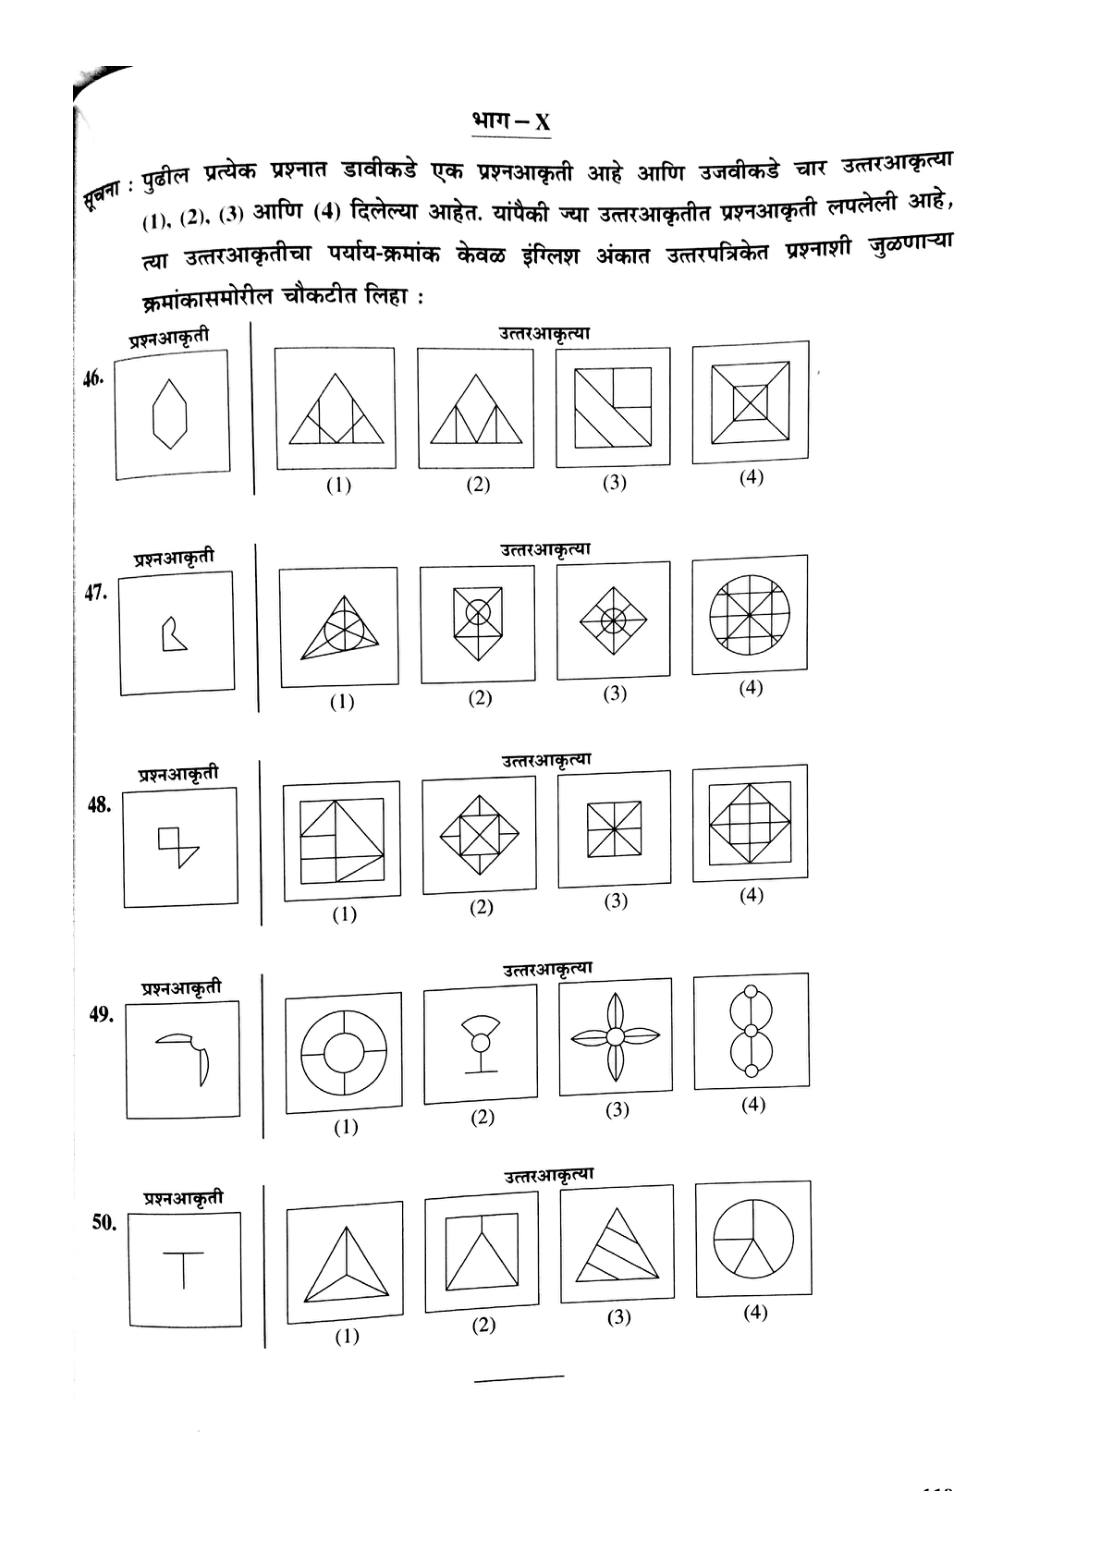 भाग – X
सूचना : पुढील प्रत्येक प्रश्नात डावीकडे एक प्रश्नआकृती आहे आणि उजवीकडे चार उत्तरआकृत्या
(1), (2), (3) आणि (4) दिलेल्या आहेत. यांपैकी ज्या उत्तरआकृतीत प्रश्नआकृती लपलेली आहे,
त्या उत्तरआकृतीचा पर्याय-क्रमांक केवळ इंग्लिश अंकात उत्तरपत्रिकेत प्रश्नाशी जुळणाऱ्या
क्रमांकासमोरील चौकटीत लिहा :
प्रश्नआकृती उत्तरआकृत्या
46.
(1) (2) (3) (4)
प्रश्नआकृती उत्तरआकृत्या
47.
(1) (2) (3) (4)
प्रश्नआकृती उत्तरआकृत्या
48.
(1) (2) (3) (4)
प्रश्नआकृती उत्तरआकृत्या
49.
(1) (2) (3) (4)
प्रश्नआकृती उत्तरआकृत्या
50.
(1) (2) (3) (4)